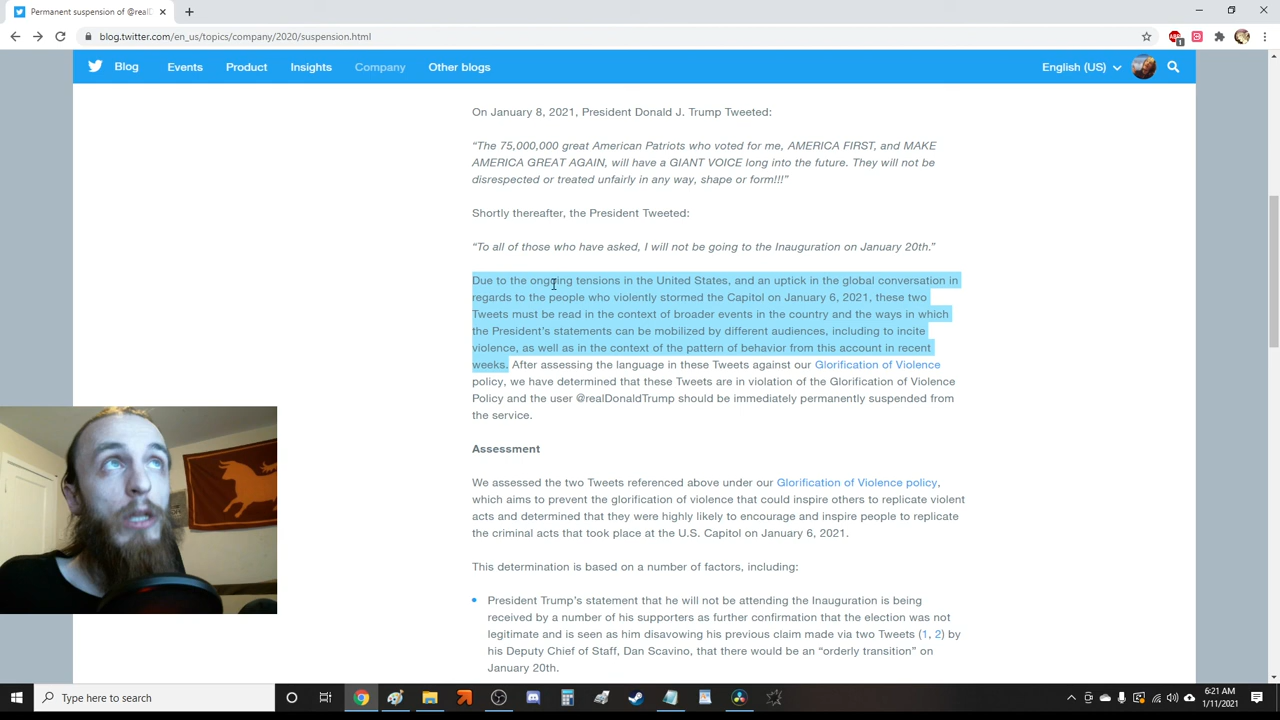 Permanent suspension of @realD
blog.twitter.com/en_us/topics/company/2020/suspension.html
Blog Events Product Insights Company Other blogs English (US)
On January 8, 2021, President Donald J. Trump Tweeted:
“The 75,000,000 great American Patriots who voted for me, AMERICA FIRST, and MAKE
AMERICA GREAT AGAIN, will have a GIANT VOICE long into the future. They will not be
disrespected or treated unfairly in any way, shape or form!!!”
Shortly thereafter, the President Tweeted:
“To all of those who have asked, I will not be going to the Inauguration on January 20th.”
Due to the ongoing tensions in the United States, and an uptick in the global conversation in
regards to the people who violently stormed the Capitol on January 6, 2021, these two
Tweets must be read in the context of broader events in the country and the ways in which
the President’s statements can be mobilized by different audiences, including to incite
violence, as well as in the context of the pattern of behavior from this account in recent
weeks. After assessing the language in these Tweets against our Glorification of Violence
policy, we have determined that these Tweets are in violation of the Glorification of Violence
Policy and the user @realDonaldTrump should be immediately permanently suspended from
the service.
Assessment
We assessed the two Tweets referenced above under our Glorification of Violence policy,
which aims to prevent the glorification of violence that could inspire others to replicate violent
acts and determined that they were highly likely to encourage and inspire people to replicate
the criminal acts that took place at the U.S. Capitol on January 6, 2021.
This determination is based on a number of factors, including:
President Trump’s statement that he will not be attending the Inauguration is being
received by a number of his supporters as further confirmation that the election was not
legitimate and is seen as him disavowing his previous claim made via two Tweets (1, 2) by
his Deputy Chief of Staff, Dan Scavino, that there would be an “orderly transition” on
January 20th.
Type here to search
6:21 AM
1/11/2021